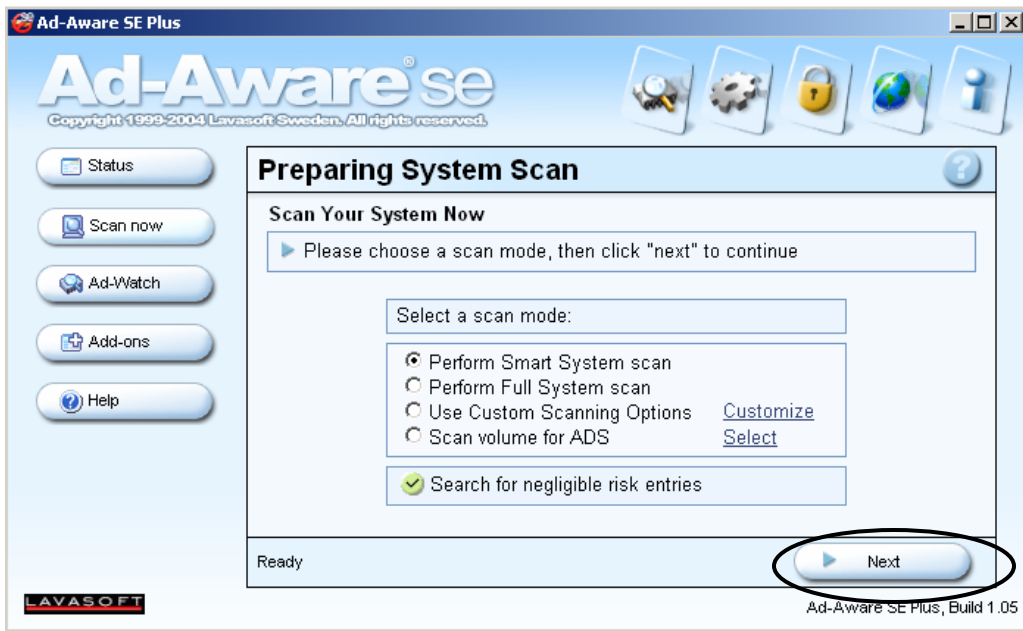 Ad-Aware SE Plus
Ad-Aware® se
Copyright 1999-2004 Lavasoft Sweden. All rights reserved.
Status
Scan now
Ad-Watch
Add-ons
Help
Preparing System Scan
?
Scan Your System Now
Please choose a scan mode, then click "next" to continue
Select a scan mode:
Perform Smart System scan
Perform Full System scan
Use Custom Scanning Options Customize
Scan volume for ADS Select
Search for negligible risk entries
Ready
Next
LAVASOFT
Ad-Aware SE Plus, Build 1.05